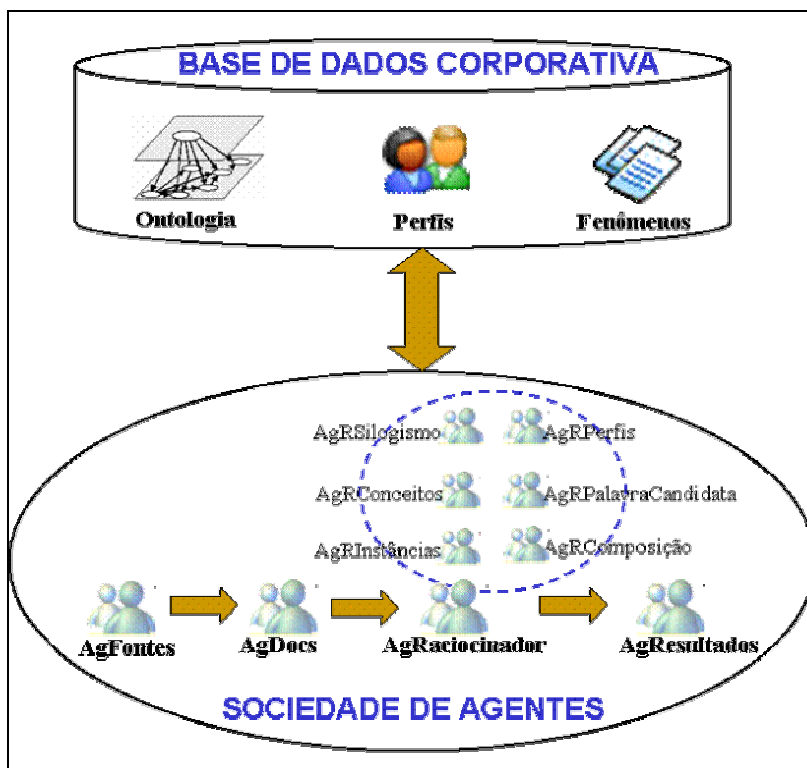 BASE DE DADOS CORPORATIVA
Ontologia
Perfis
Fenômenos
AgRSilogismo
AgRPerfis
AgRConceitos
AgRPalavraCandidata
AgRInstâncias
AgRComposição
AgFontes
AgDocs
AgRaciocinador
AgResultados
SOCIEDADE DE AGENTES